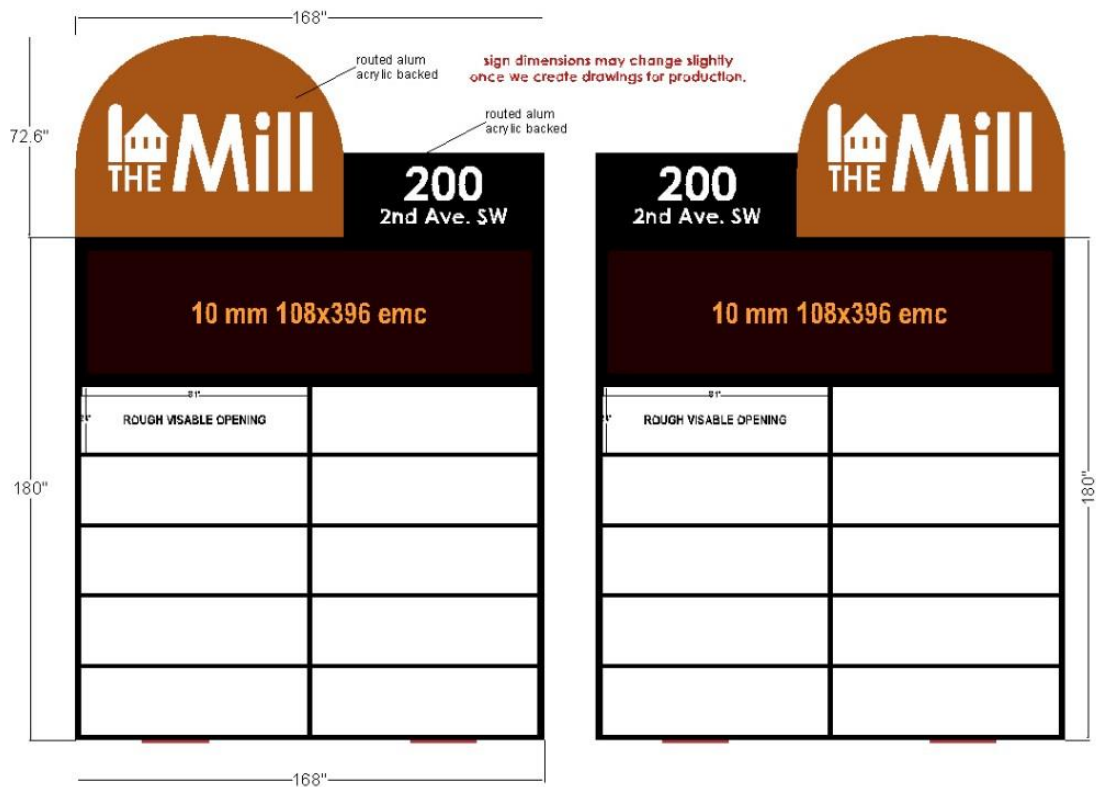 168"
routed alum
acrylic backed
sign dimensions may change slightly
once we create drawings for production.
routed alum
acrylic backed
72.6"
THE Mill
200
2nd Ave. SW
200
2nd Ave. SW
THE Mill
10 mm 108x396 emc
10 mm 108x396 emc
81"
ROUGH VISABLE OPENING
81"
ROUGH VISABLE OPENING
180"
180"
168"